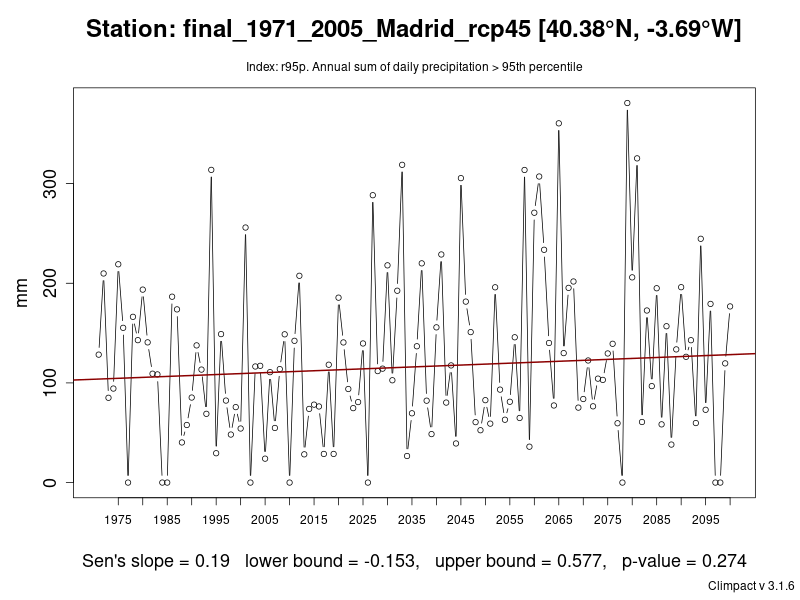 Station: final_1971_2005_Madrid_rcp45 [40.38°N, -3.69°W]
Index: r95p. Annual sum of daily precipitation > 95th percentile
300
200
100
0
mm
1975 1985 1995 2005 2015 2025 2035 2045 2055 2065 2075 2085 2095
Sen's slope = 0.19 lower bound = -0.153, upper bound = 0.577, p-value = 0.274
Climpact v 3.1.6